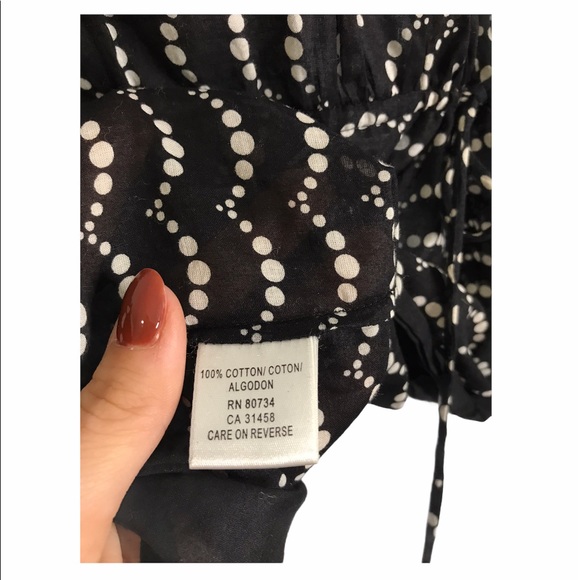 100% COTTON/ COTON/
ALGODON
RN 80734
CA 31458
CARE ON REVERSE